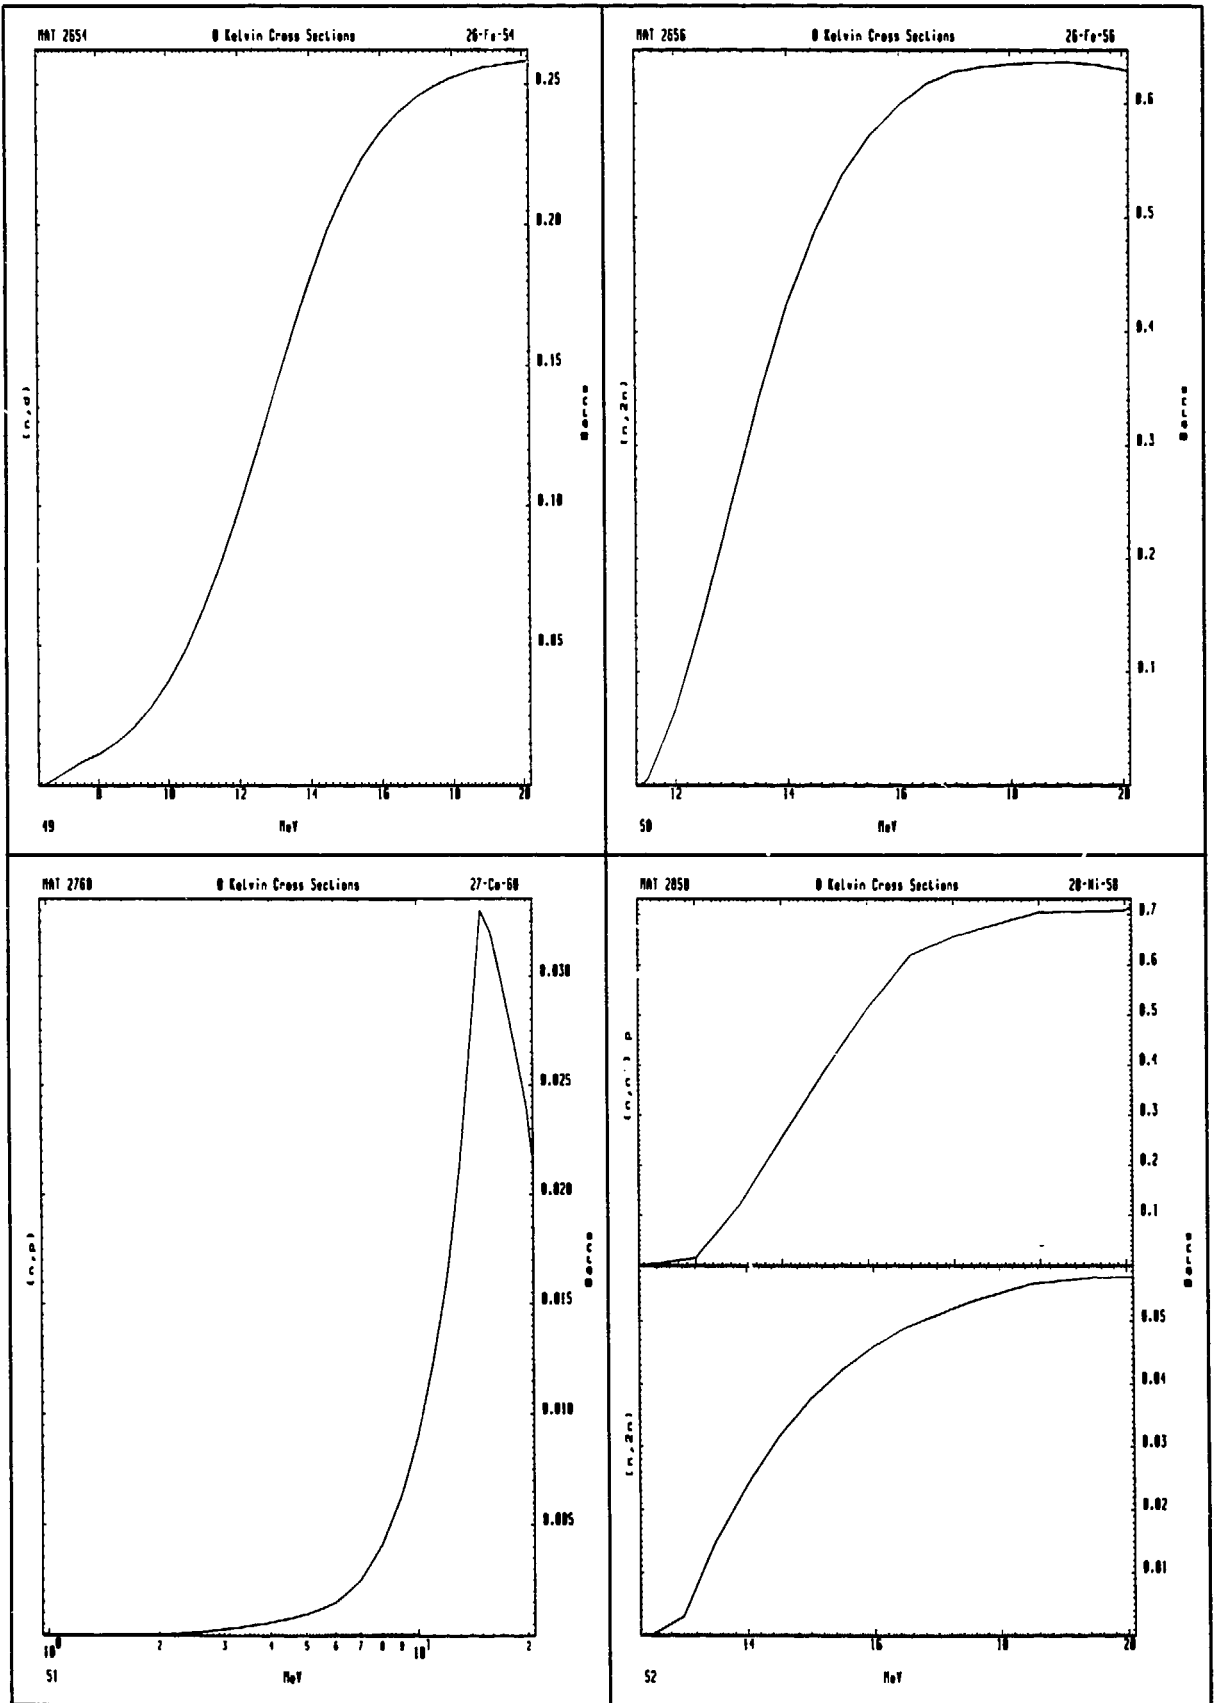 MAT 2654 0 Kelvin Cross Sections 26-Fe-54
0.25
0.20
0.15
0.10
0.05
(n,d)
Barns
8 10 12 14 16 18 20
49 MeV
MAT 2656 0 Kelvin Cross Sections 26-Fe-56
0.6
0.5
0.4
0.3
0.2
0.1
(n,2n)
Barns
12 14 16 18 20
50 MeV
MAT 2760 0 Kelvin Cross Sections 27-Co-60
0.030
0.025
0.020
0.015
0.010
0.005
(n,p)
Barns
10^0 2 3 4 5 6 7 8 9 10^1 2
51 MeV
MAT 2858 0 Kelvin Cross Sections 28-Ni-58
0.7
0.6
0.5
0.4
0.3
0.2
0.1
(n,n') p
Barns
0.05
0.04
0.03
0.02
0.01
(n,2n)
14 16 18 20
52 MeV